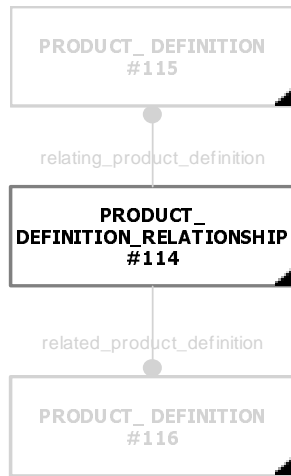 PRODUCT_ DEFINITION
#115
relating_product_definition
PRODUCT_
DEFINITION_RELATIONSHIP
#114
related_product_definition
PRODUCT_ DEFINITION
#116